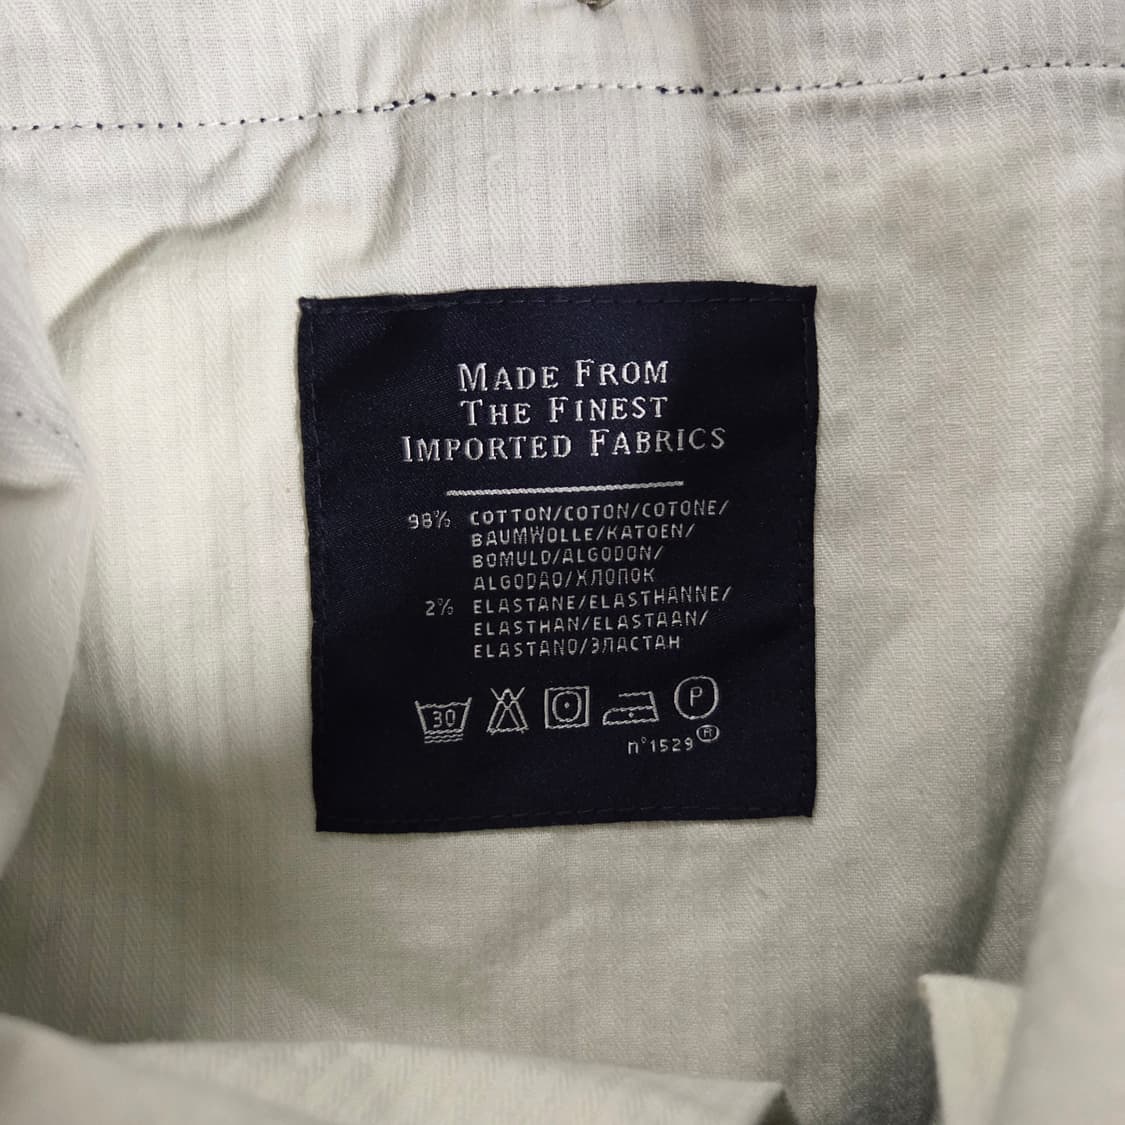 MADE FROM
THE FINEST
IMPORTED FABRICS
98% COTTON/COTON/COTONE/
BAUMWOLLE/KATOEN/
BOMULD/ALGODON/
ALGODAO/ХЛОПОК
2% ELASTANE/ELASTHANNE/
ELASTHAN/ELASTAAN/
ELASTANO/ЭЛАСТАН
30 P
n°1529®